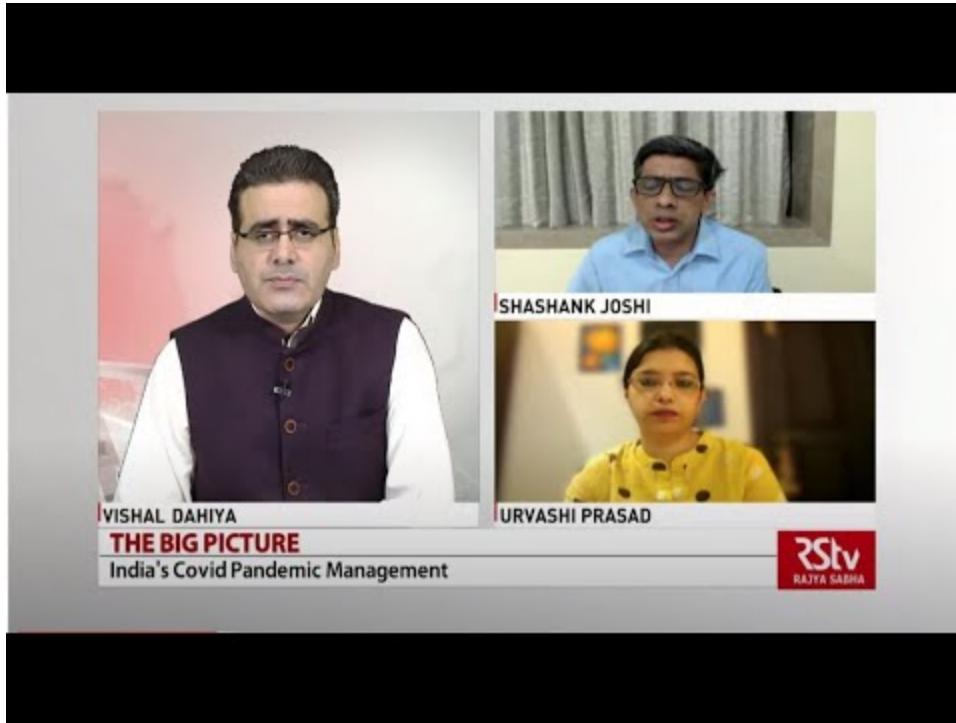 SHASHANK JOSHI
VISHAL DAHIYA
URVASHI PRASAD
THE BIG PICTURE
India's Covid Pandemic Management
RStv
RAJYA SABHA